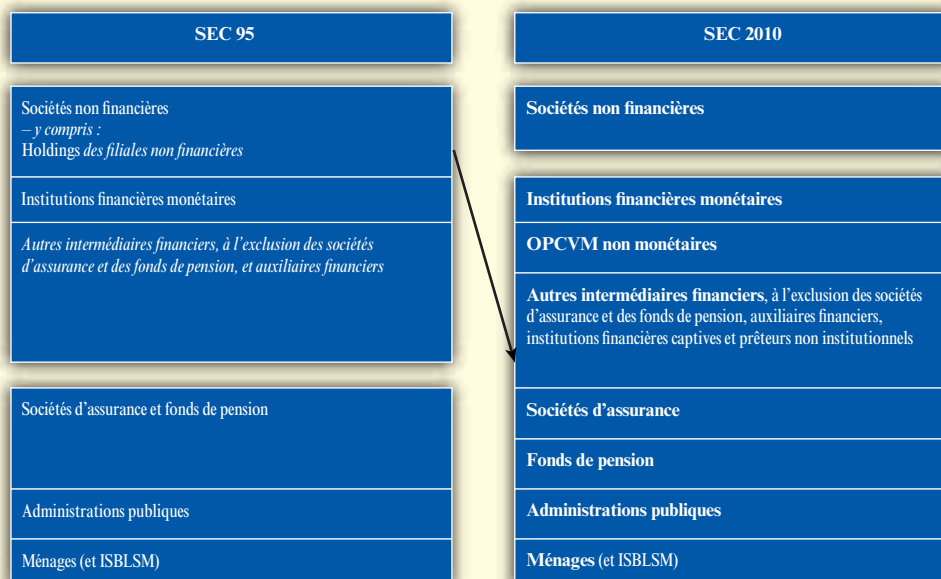 SEC 95
Sociétés non financières
– y compris :
Holdings des filiales non financières
Institutions financières monétaires
Autres intermédiaires financiers, à l’exclusion des sociétés
d’assurance et des fonds de pension, et auxiliaires financiers
Sociétés d’assurance et fonds de pension
Administrations publiques
Ménages (et ISBLSM)
SEC 2010
Sociétés non financières
Institutions financières monétaires
OPCVM non monétaires
Autres intermédiaires financiers, à l’exclusion des sociétés
d’assurance et des fonds de pension, auxiliaires financiers,
institutions financières captives et prêteurs non institutionnels
Sociétés d’assurance
Fonds de pension
Administrations publiques
Ménages (et ISBLSM)